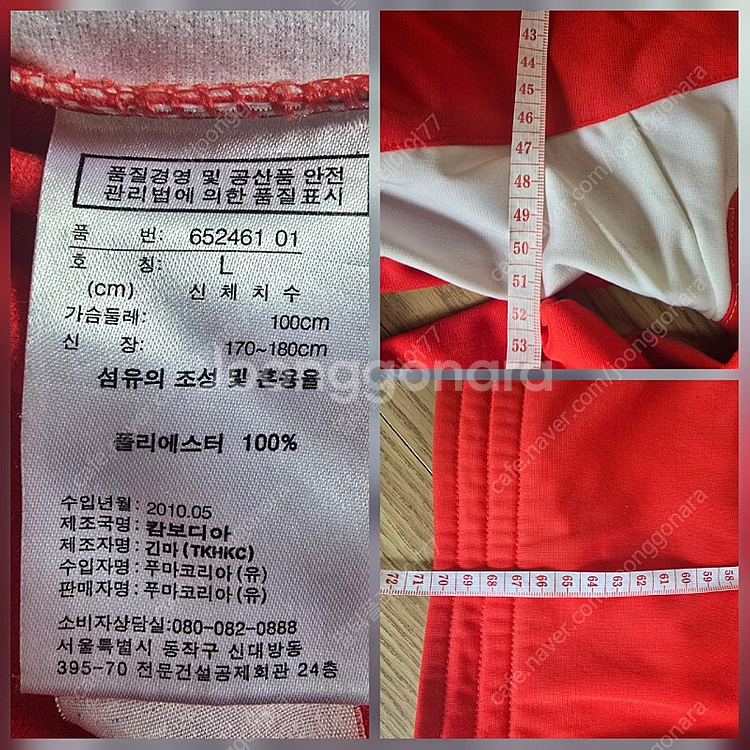 품질경영 및 공산품 안전
관리법에 의한 품질표시
품 번: 652461 01
호 칭: L
(cm) 신 체 치 수
가슴둘레: 100cm
신 장: 170~180cm
섬유의 조성 및 혼용율
폴리에스터 100%
수입년월: 2010.05
제조국명: 캄보디아
제조자명: 긴마 (TKHKC)
수입자명: 푸마코리아 (유)
판매자명: 푸마코리아 (유)
소비자상담실:080-082-0888
서울특별시 동작구 신대방동
395-70 전문건설공제회관 24층
43
44
45
46
47
48
49
50
51
52
53
72 71 70 69 68 67 66 65 64 63 62 61 60 59 58
joonggonara
cafe.naver.com/joonggonara
cafe.naver.com/joonggonara